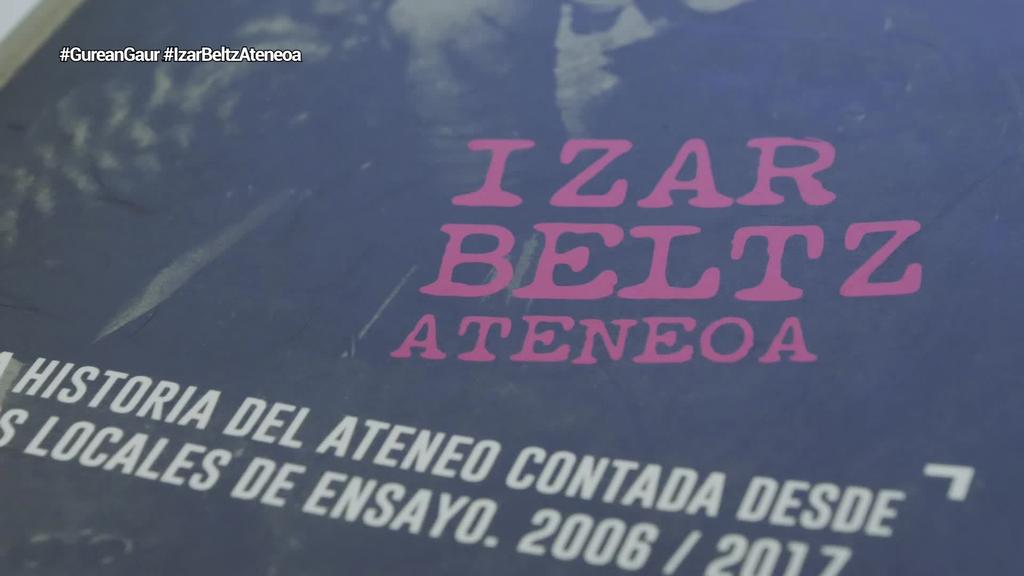 #GureanGaur #IzarBeltzAteneoa
IZAR
BELTZ
ATENEOA
HISTORIA DEL ATENEO CONTADA DESDE
LOCALES DE ENSAYO. 2006 / 2017